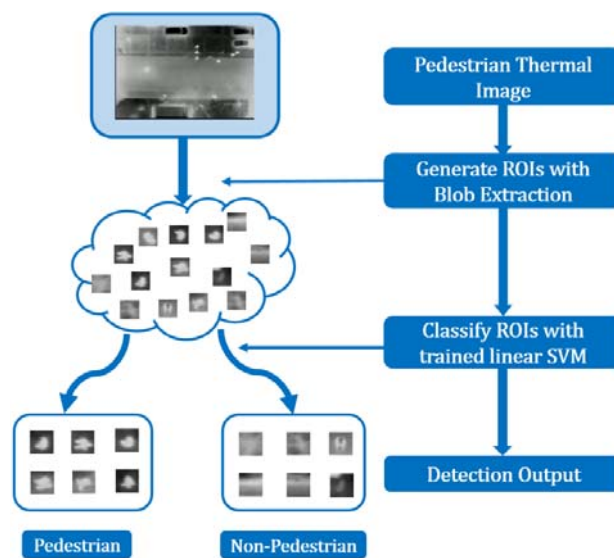 Pedestrian Thermal
Image
Generate ROIs with
Blob Extraction
Classify ROIs with
trained linear SVM
Detection Output
Pedestrian
Non-Pedestrian